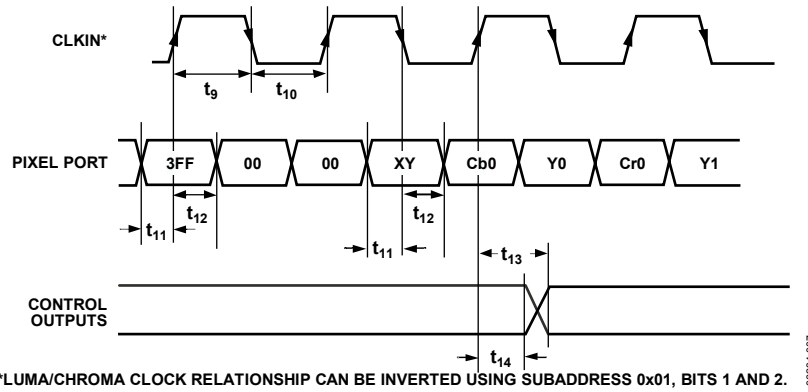 CLKIN*
t9 t10
PIXEL PORT 3FF 00 00 XY Cb0 Y0 Cr0 Y1
t12 t12
t11 t11 t13
CONTROL
OUTPUTS
t14
*LUMA/CHROMA CLOCK RELATIONSHIP CAN BE INVERTED USING SUBADDRESS 0x01, BITS 1 AND 2.